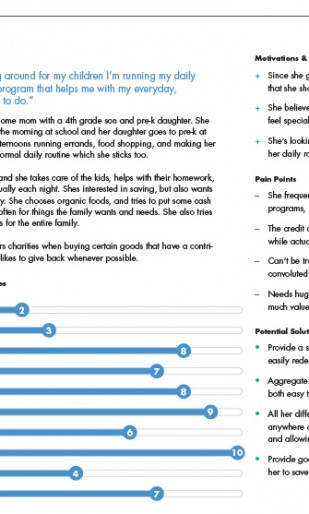 g around for my children I'm running my daily
program that helps me with my everyday,
to do."
ome mom with a 4th grade son and pre-k daughter. She
the morning at school and her daughter goes to pre-k at
ternoons running errands, food shopping, and making her
ormal daily routine which she sticks too.
and she takes care of the kids, helps with their homework,
ually each night. Shes interested in saving, but also wants
y. She chooses organic foods, and tries to put some cash
often for things the family wants and needs. She also tries
s for the entire family.
rs charities when buying certain goods that have a contri-
likes to give back whenever possible.
es
2
3
8
7
8
9
6
10
4
7
Motivations &
+ Since she g
that she sho
+ She believe
feel special
+ She's lookin
her daily ro
Pain Points
– She freque
programs,
– The credit c
while actua
– Can't be tr
convoluted
– Needs hug
much value
Potential Solut
• Provide a s
easily rede
• Aggregate
both easy t
• All her diffe
anywhere o
and allowin
• Provide goo
her to save